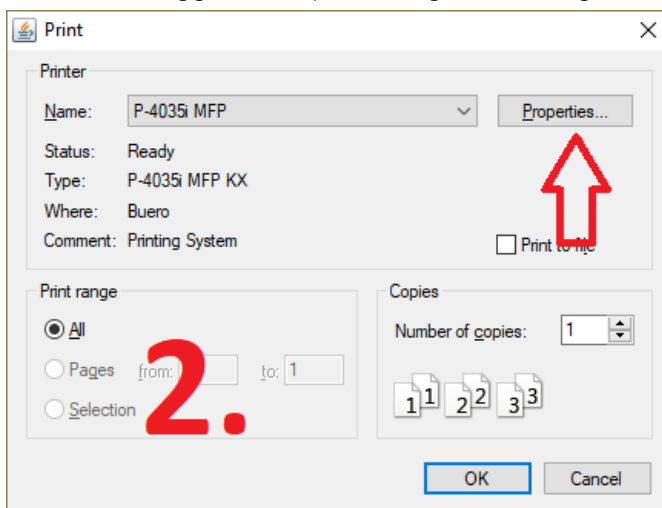 Print
Printer
Name: P-4035i MFP Properties...
Status: Ready
Type: P-4035i MFP KX
Where: Buero
Comment: Printing System Print to file
Print range
All
Pages from: to: 1
Selection
2.
Copies
Number of copies: 1
1 1 2 2 3 3
OK Cancel